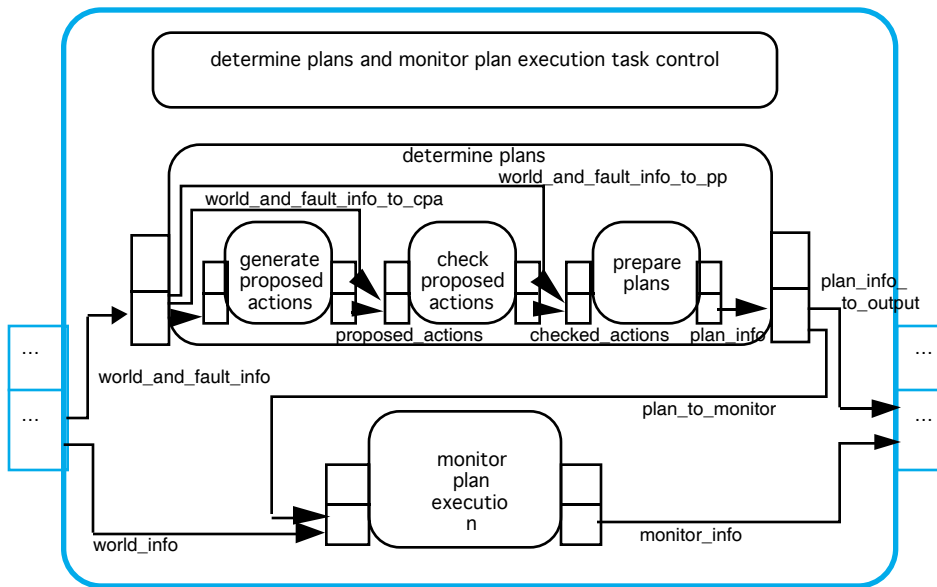 determine plans and monitor plan execution task control
determine plans
world_and_fault_info_to_pp
world_and_fault_info_to_cpa
generate
proposed
actions
check
proposed
actions
prepare
plans
plan_info_
to_output
proposed_actions
checked_actions
plan_info
...
...
world_and_fault_info
...
...
plan_to_monitor
monitor
plan
executio
n
world_info
monitor_info